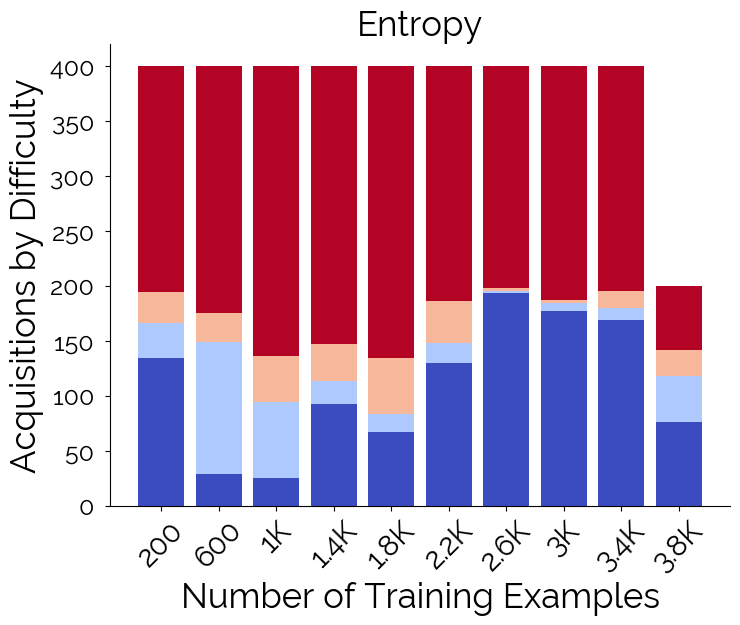 Entropy
Acquisitions by Difficulty
400
350
300
250
200
150
100
50
0
200 600 1K 1.4K 1.8K 2.2K 2.6K 3K 3.4K 3.8K
Number of Training Examples